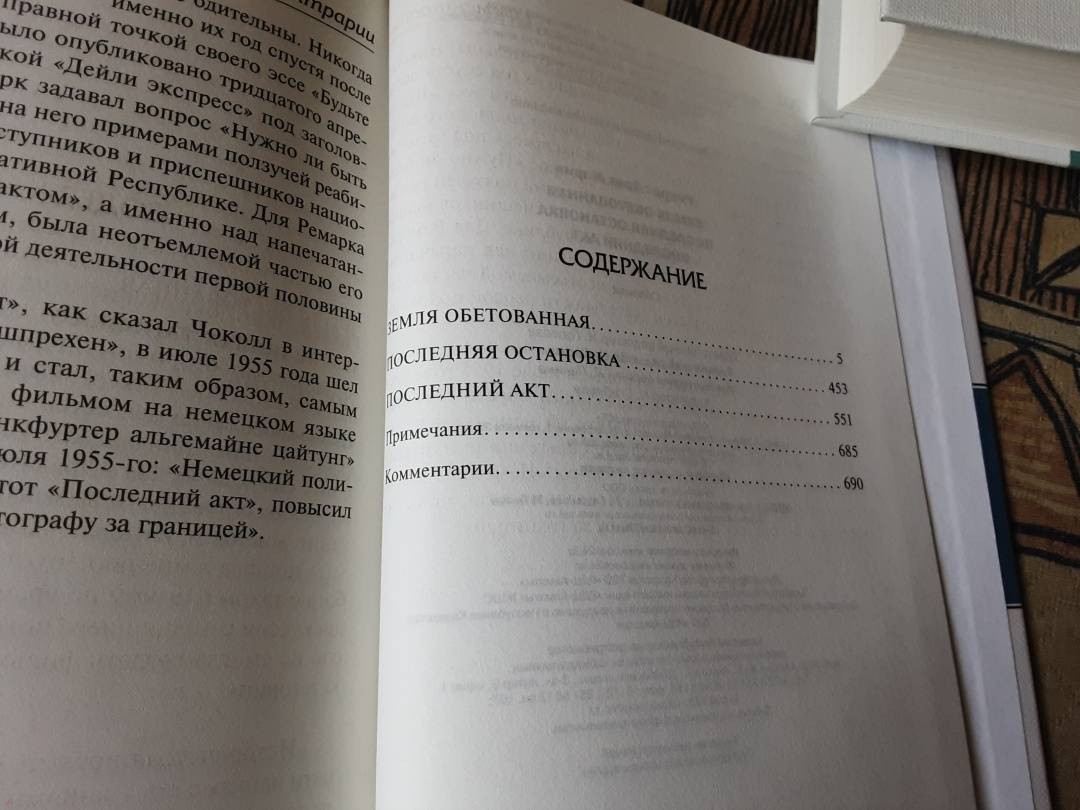 одительны. Никогда
именно их год спустя после
правной точкой своего эссе «Будьте
ыло опубликовано тридцатого апре-
кой «Дейли экспресс» под заголов-
рк задавал вопрос «Нужно ли быть
на него примерами ползучей реаби-
ступников и приспешников нацио-
ативной Республике. Для Ремарка
актом», а именно над напечатан-
м, была неотъемлемой частью его
ой деятельности первой половины
т», как сказал Чоколл в интер-
шпрехен», в июле 1955 года шел
и стал, таким образом, самым
фильмом на немецком языке
нкфуртер альгемайне цайтунг»
юля 1955-го: «Немецкий поли-
тот «Последний акт», повысил
тографу за границей».
СОДЕРЖАНИЕ
ЗЕМЛЯ ОБЕТОВАННАЯ. . . . . . . . . . . . . . . . . . . . . . . . 5
ПОСЛЕДНЯЯ ОСТАНОВКА . . . . . . . . . . . . . . . . . . . . . 453
ПОСЛЕДНИЙ АКТ. . . . . . . . . . . . . . . . . . . . . . . . . . . . 551
Примечания. . . . . . . . . . . . . . . . . . . . . . . . . . . . . . . . 685
Комментарии. . . . . . . . . . . . . . . . . . . . . . . . . . . . . . . 690